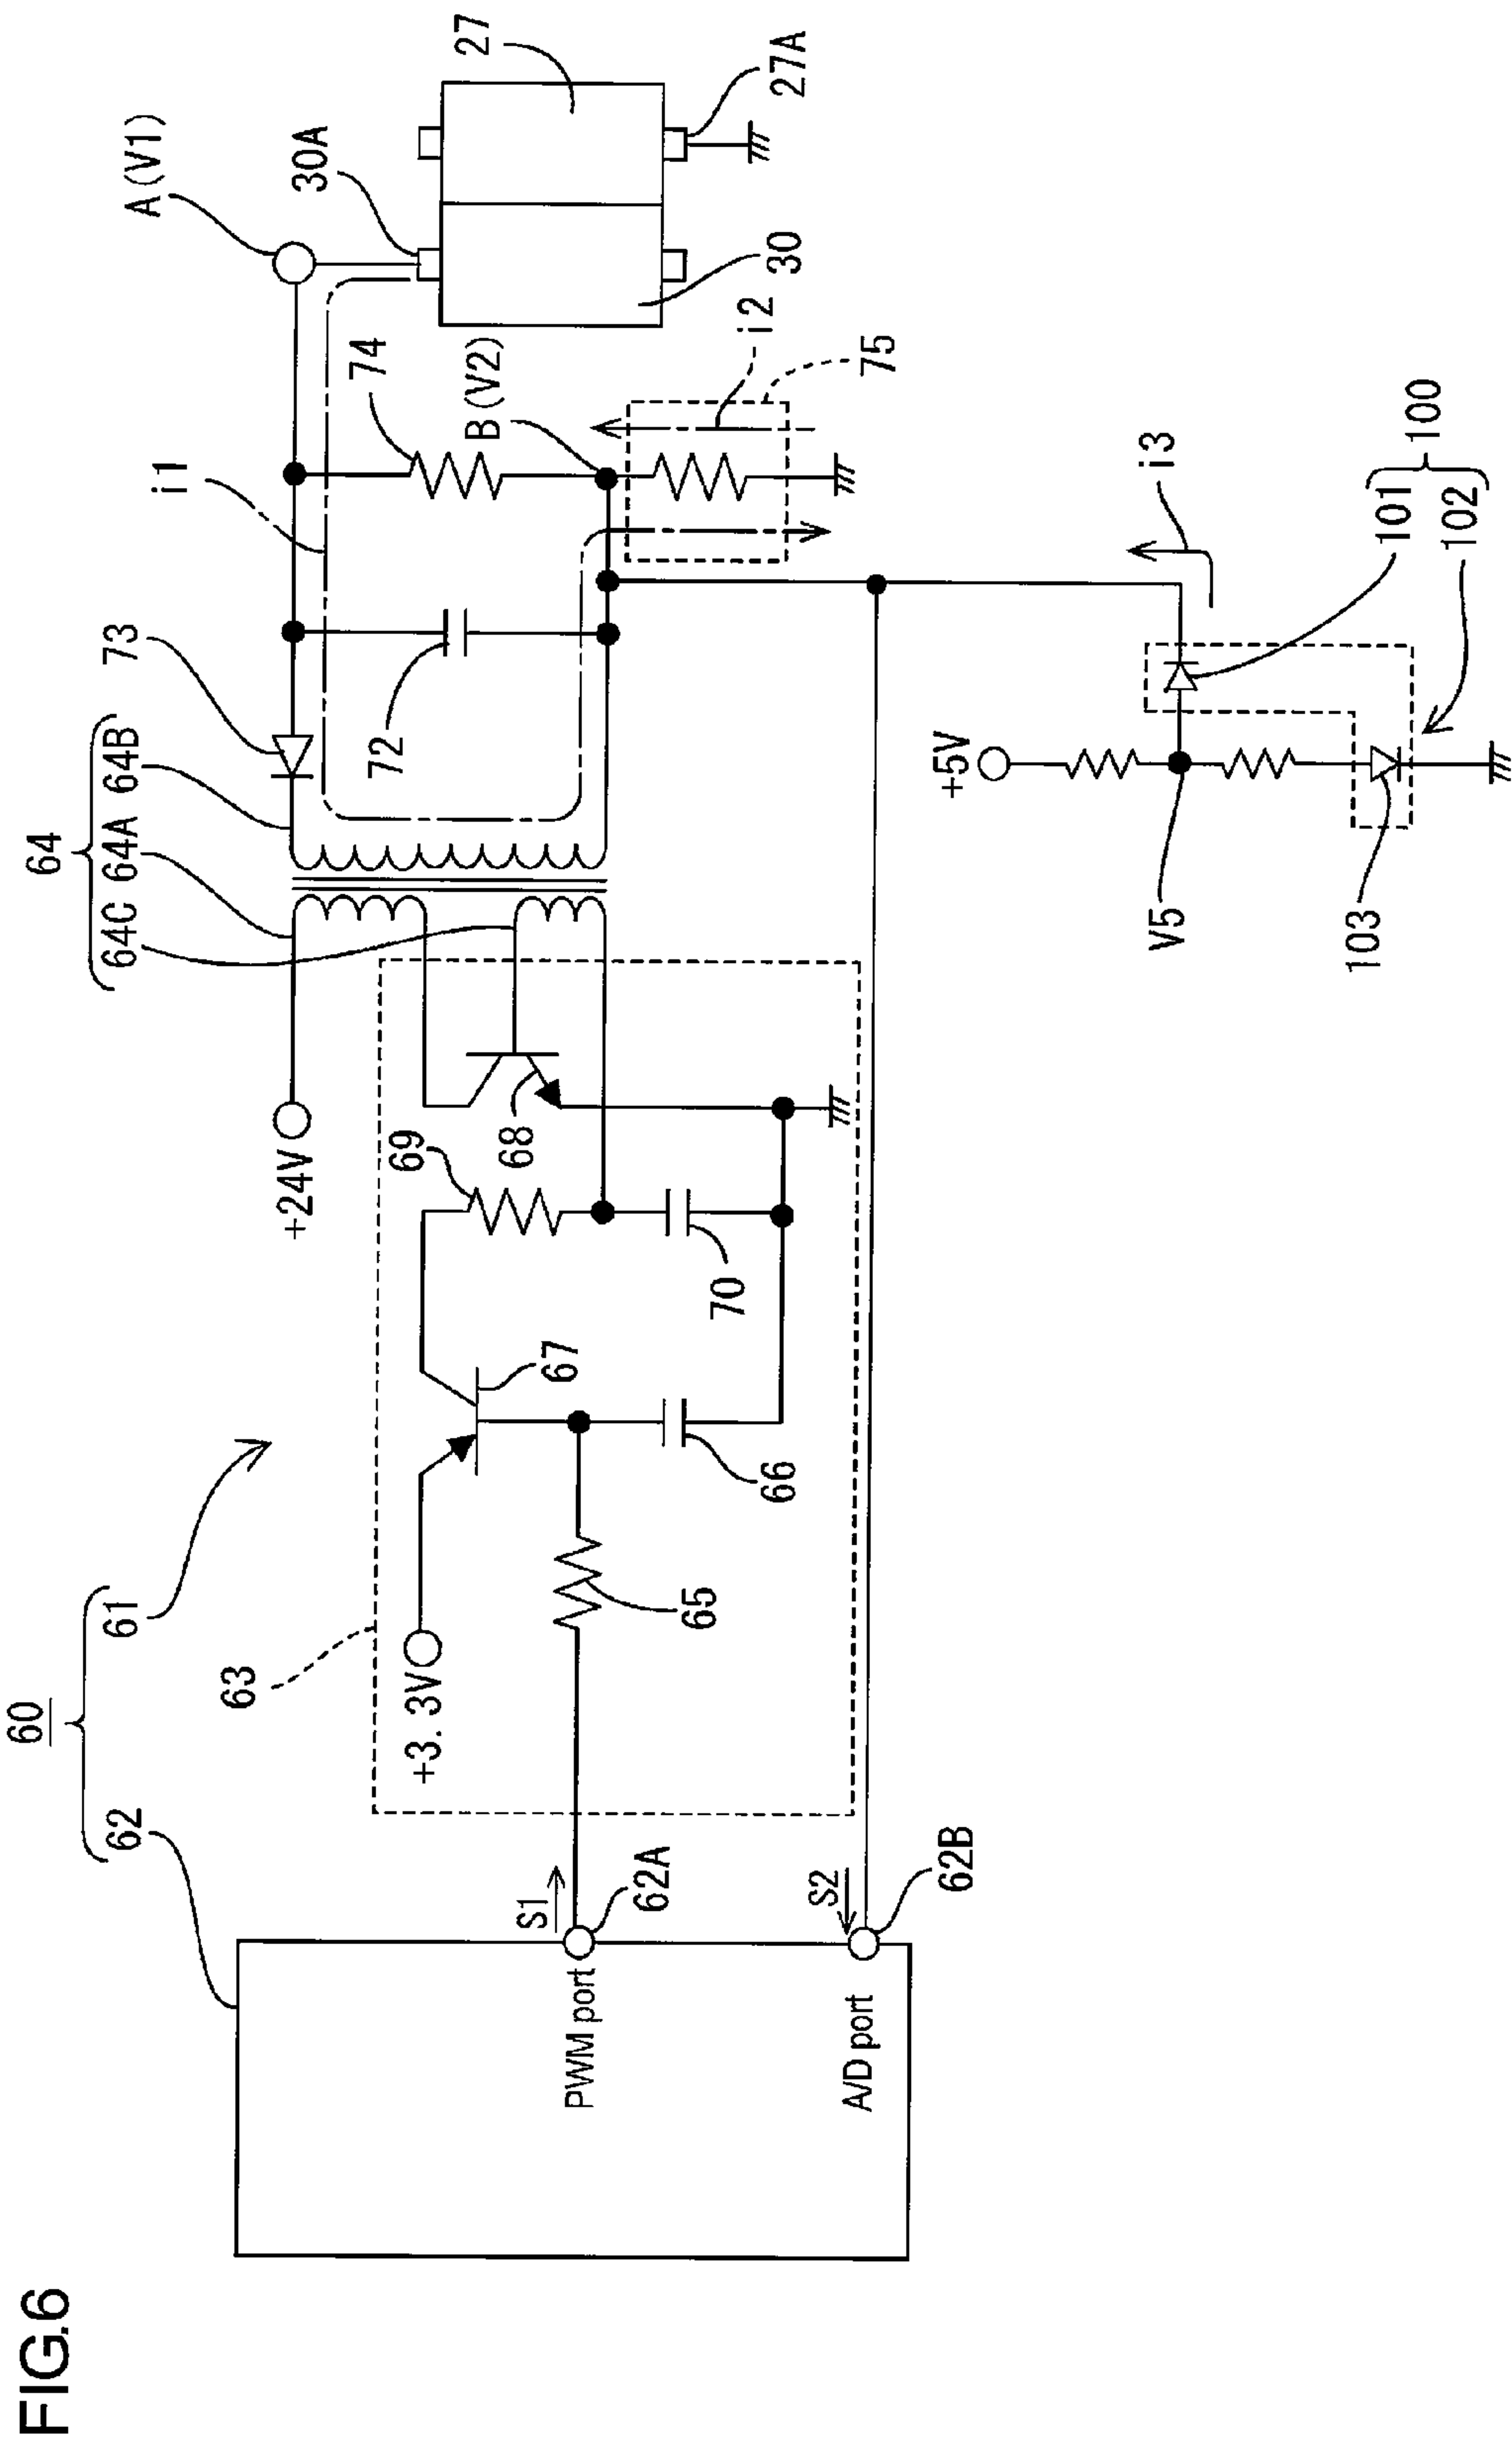 FIG.6
60
62
61
63
64
64C 64A 64B
73
+24V
A(V1)
i1
74
72
30A
27
27A
30
B(V2)
i2
75
+3.3V
67
69
68
65
66
70
S1
62A
PWM port
S2
62B
A/D port
+5V
V5
103
i3
101
102
100